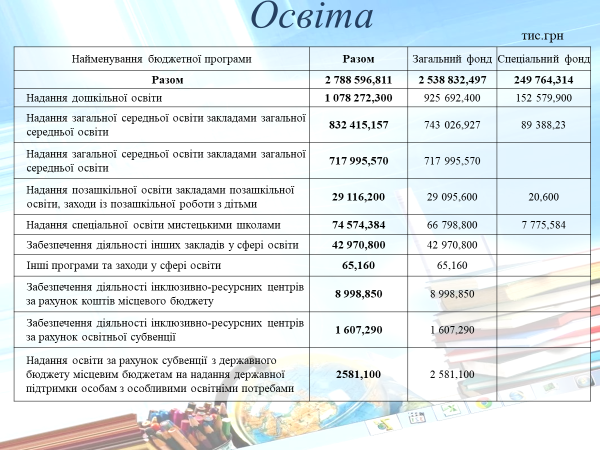 Освіта
тис.грн
Найменування бюджетної програми Разом Загальний фонд Спеціальний фонд
Разом 2 788 596,811 2 538 832,497 249 764,314
Надання дошкільної освіти 1 078 272,300 925 692,400 152 579,900
Надання загальної середньої освіти закладами загальної
середньої освіти 832 415,157 743 026,927 89 388,23
Надання загальної середньої освіти закладами загальної
середньої освіти 717 995,570 717 995,570
Надання позашкільної освіти закладами позашкільної
освіти, заходи із позашкільної роботи з дітьми 29 116,200 29 095,600 20,600
Надання спеціальної освіти мистецькими школами 74 574,384 66 798,800 7 775,584
Забезпечення діяльності інших закладів у сфері освіти 42 970,800 42 970,800
Інші програми та заходи у сфері освіти 65,160 65,160
Забезпечення діяльності інклюзивно-ресурсних центрів
за рахунок коштів місцевого бюджету 8 998,850 8 998,850
Забезпечення діяльності інклюзивно-ресурсних центрів
за рахунок освітньої субвенції 1 607,290 1 607,290
Надання освіти за рахунок субвенції з державного
бюджету місцевим бюджетам на надання державної
підтримки особам з особливими освітніми потребами 2581,100 2 581,100